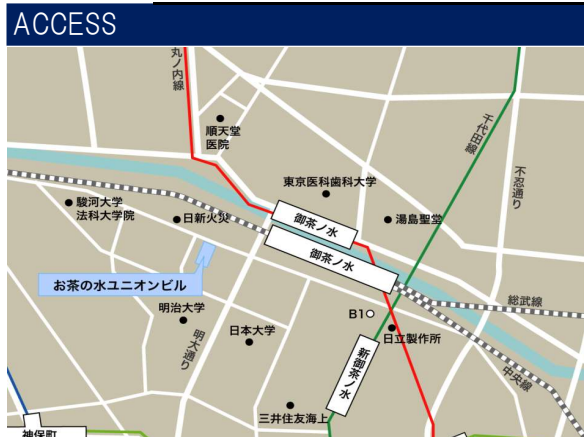 ACCESS
丸ノ内線
順天堂
医院
千代田線
不忍通り
東京医科歯科大学
駿河大学
法科大学院
日新火災
御茶ノ水
湯島聖堂
御茶ノ水
お茶の水ユニオンビル
総武線
明治大学
明大通り
日本大学
B1
日立製作所
新御茶ノ水
中央線
三井住友海上
神保町